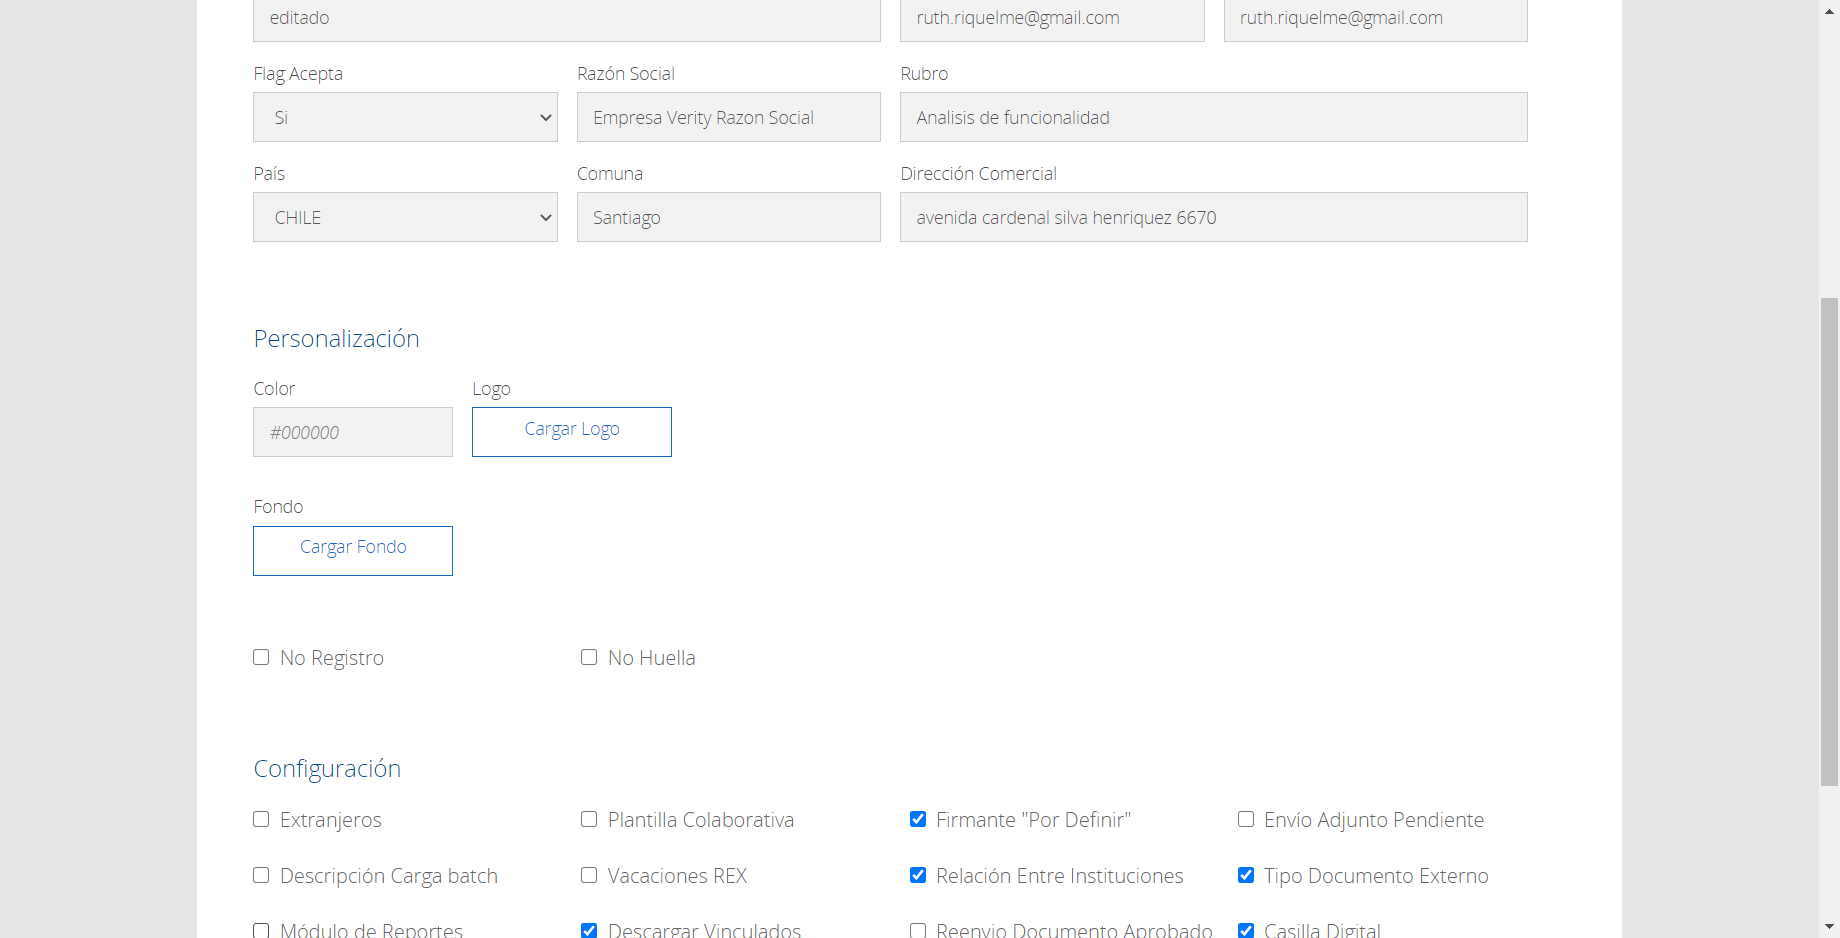 editado ruth.riquelme@gmail.com ruth.riquelme@gmail.com
Flag Acepta Razón Social Rubro
Si Empresa Verity Razon Social Analisis de funcionalidad
País Comuna Dirección Comercial
CHILE Santiago avenida cardenal silva henriquez 6670
Personalización
Color Logo
#000000 Cargar Logo
Fondo
Cargar Fondo
No Registro No Huella
Configuración
Extranjeros Plantilla Colaborativa Firmante "Por Definir" Envío Adjunto Pendiente
Descripción Carga batch Vacaciones REX Relación Entre Instituciones Tipo Documento Externo
Módulo de Reportes Descargar Vinculados Reenvio Documento Aprobado Casilla Digital